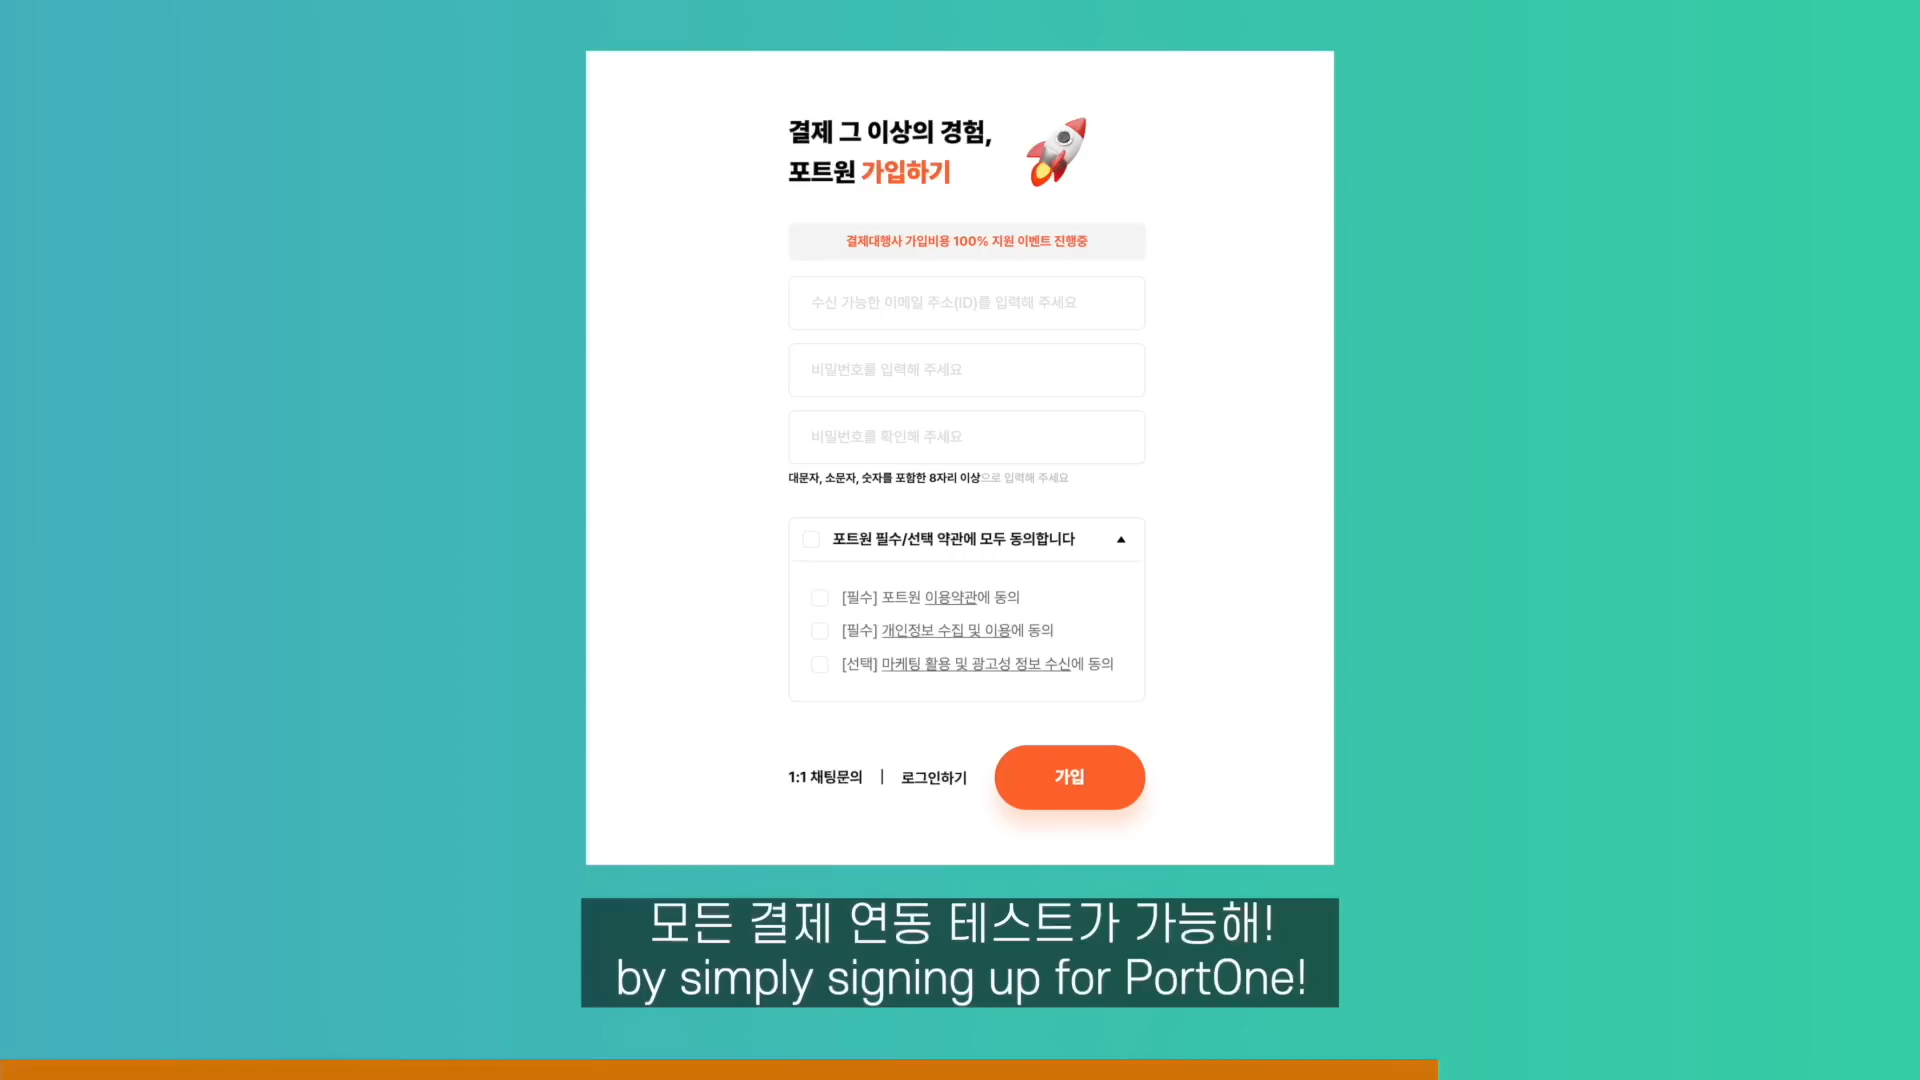 결제 그 이상의 경험,
포트원 가입하기
결제대행사 가입비용 100% 지원 이벤트 진행중
수신 가능한 이메일 주소(ID)를 입력해 주세요
비밀번호를 입력해 주세요
비밀번호를 확인해 주세요
대문자, 소문자, 숫자를 포함한 8자리 이상으로 입력해 주세요
포트원 필수/선택 약관에 모두 동의합니다
[필수] 포트원 이용약관에 동의
[필수] 개인정보 수집 및 이용에 동의
[선택] 마케팅 활용 및 광고성 정보 수신에 동의
1:1 채팅문의 | 로그인하기 가입
모든 결제 연동 테스트가 가능해!
by simply signing up for PortOne!